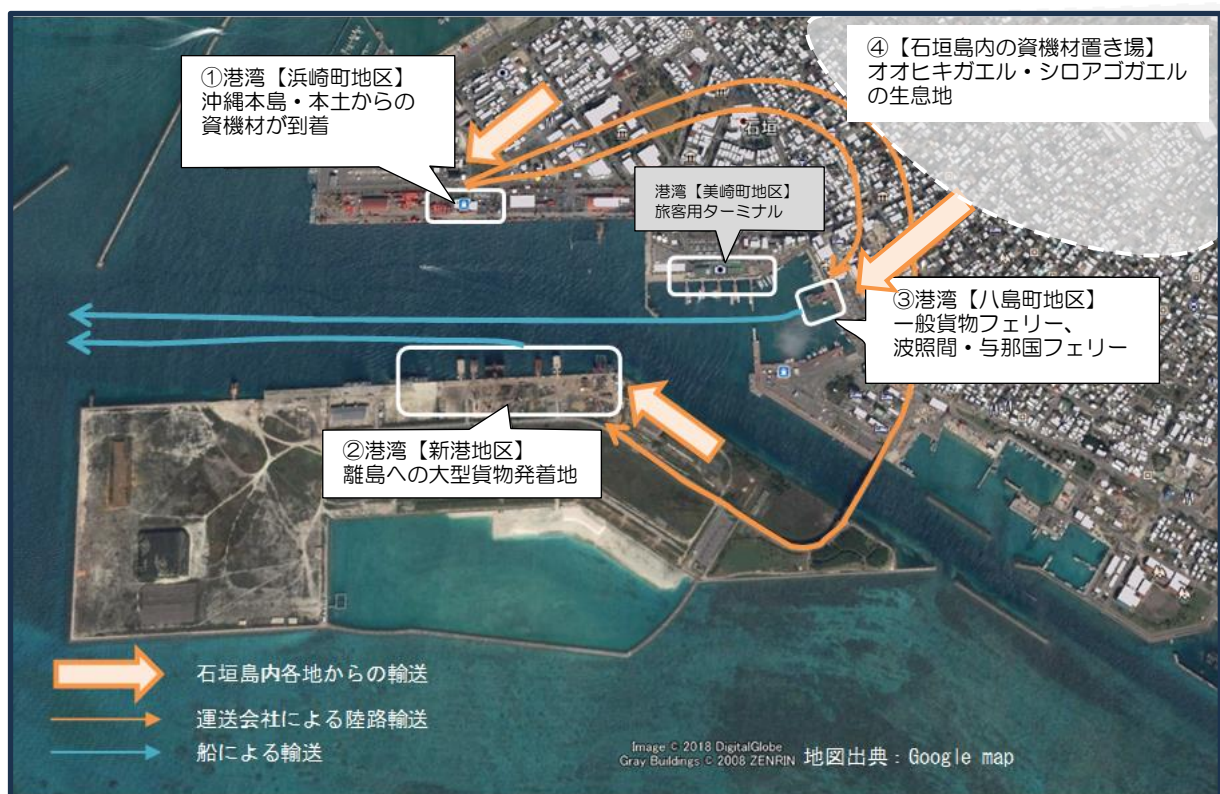 ①港湾【浜崎町地区】
沖縄本島・本土からの
資機材が到着
④【石垣島内の資機材置き場】
オオヒキガエル・シロアゴガエル
の生息地
石垣
港湾【美崎町地区】
旅客用ターミナル
③港湾【八島町地区】
一般貨物フェリー、
波照間・与那国フェリー
②港湾【新港地区】
離島への大型貨物発着地
石垣島内各地からの輸送
運送会社による陸路輸送
船による輸送
Image © 2018 DigitalGlobe
Gray Buildings © 2008 ZENRIN
地図出典：Google map